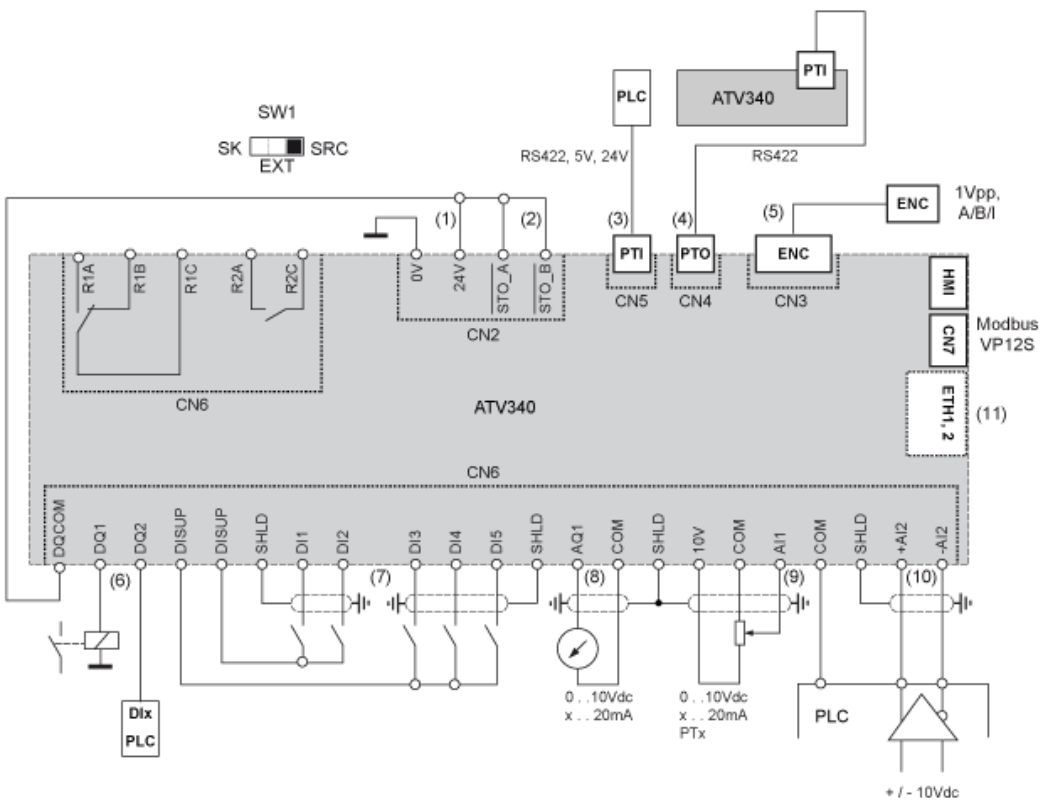 PTI
PLC
ATV340
SW1
SK
SRC
EXT
RS422, 5V, 24V
RS422
ENC
1Vpp,
A/B/I
(1)
(2)
(3)
(4)
(5)
R1A
R1B
R1C
R2A
R2C
0V
24V
STO_A
STO_B
PTI
PTO
ENC
CN5
CN4
CN3
HMI
CN2
CN7
Modbus
VP12S
CN6
ATV340
ETH1, 2
(11)
CN6
DQCOM
DQ1
DQ2
DISUP
DISUP
SHLD
DI1
DI2
DI3
DI4
DI5
SHLD
AQ1
COM
SHLD
10V
COM
AI1
COM
SHLD
+AI2
-AI2
(6)
(7)
(8)
(9)
(10)
DIx
PLC
0 . .10Vdc
x . . 20mA
0 . .10Vdc
x . . 20mA
PTx
PLC
+ / - 10Vdc